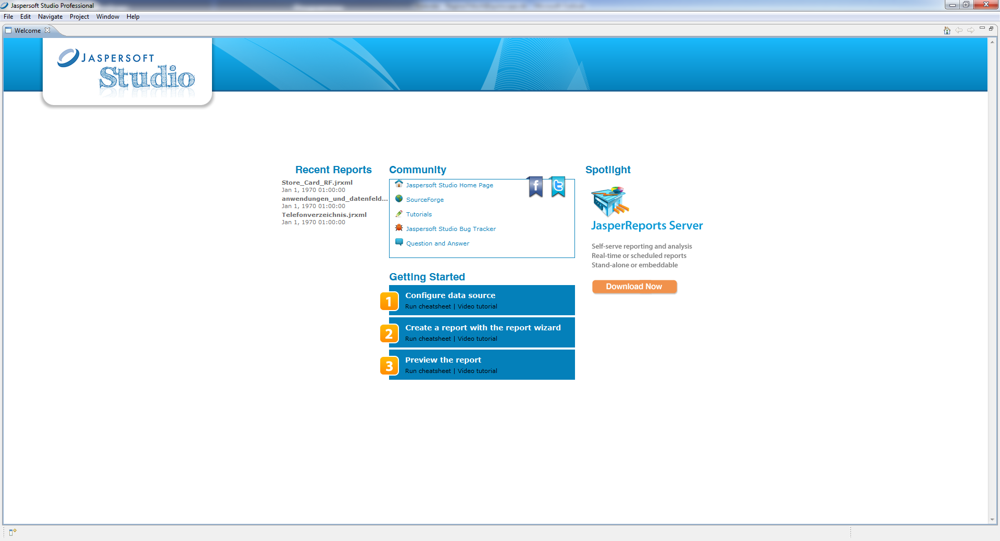 Jaspersoft Studio Professional
File Edit Navigate Project Window Help
Welcome
JASPERSOFT
Studio
Recent Reports
Store_Card_RF.jrxml
Jan 1, 1970 01:00:00
anwendungen_und_datenfeld...
Jan 1, 1970 01:00:00
Telefonverzeichnis.jrxml
Jan 1, 1970 01:00:00
Community
Jaspersoft Studio Home Page
SourceForge
Tutorials
Jaspersoft Studio Bug Tracker
Question and Answer
Getting Started
1 Configure data source
Run cheatsheet | Video tutorial
2 Create a report with the report wizard
Run cheatsheet | Video tutorial
3 Preview the report
Run cheatsheet | Video tutorial
Spotlight
JasperReports Server
Self-serve reporting and analysis
Real-time or scheduled reports
Stand-alone or embeddable
Download Now